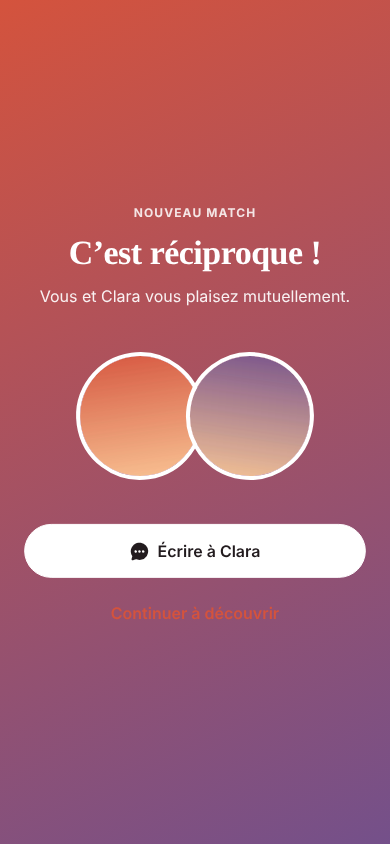 NOUVEAU MATCH
C’est réciproque !
Vous et Clara vous plaisez mutuellement.
Écrire à Clara
Continuer à découvrir